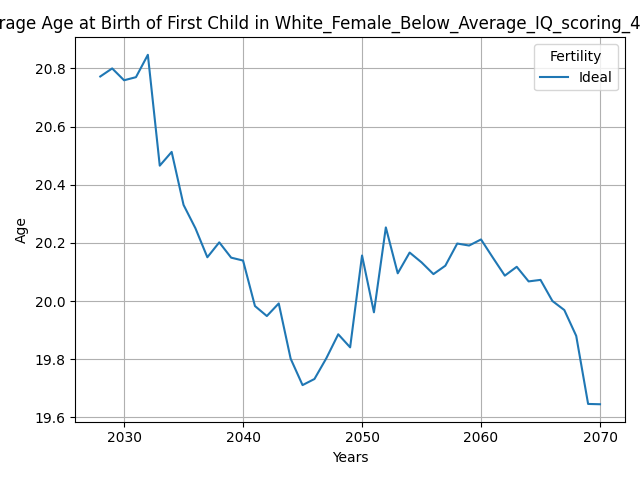 rage Age at Birth of First Child in White_Female_Below_Average_IQ_scoring_4
Fertility
Ideal
20.8
20.6
20.4
20.2
20.0
19.8
19.6
Age
2030 2040 2050 2060 2070
Years